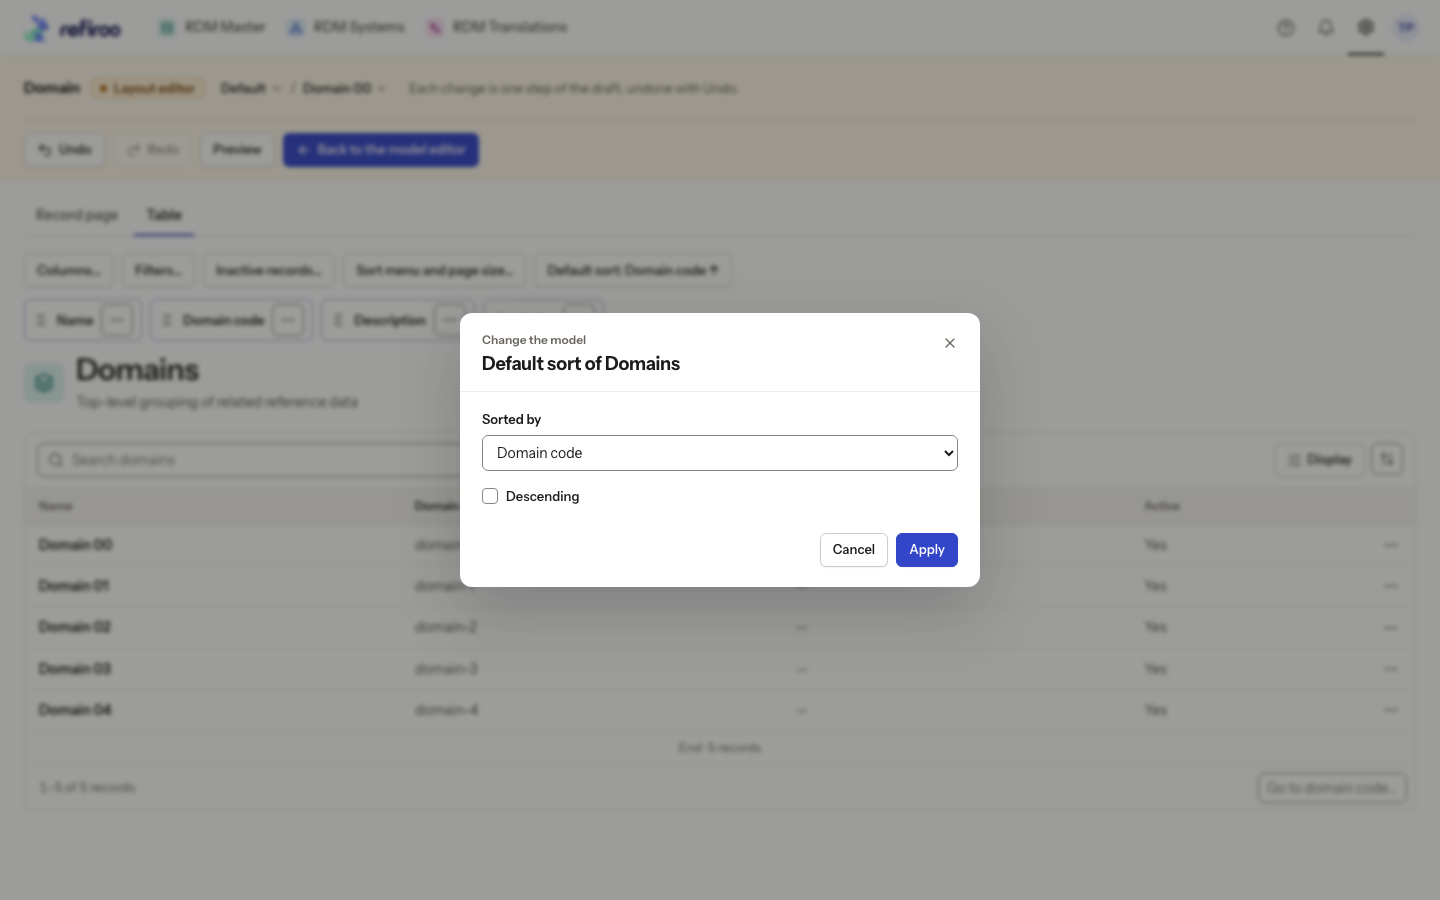 refiroo RDM Master RDM Systems RDM Translations TP
Domain Layout editor Default / Domain 00 Each change is one step of the draft, undone with Undo.
Undo Redo Preview ← Back to the model editor
Record page Table
Columns... Filters... Inactive records... Sort menu and page size... Default sort: Domain code ↑
Name ... Domain code ... Description ...
Change the model
Default sort of Domains
Domains
Top-level grouping of related reference data
Sorted by
Domain code
Search domains
Display
Descending
Name Domain Active
Cancel Apply
Domain 00 domain Yes ...
Domain 01 domain-1 — Yes ...
Domain 02 domain-2 — Yes ...
Domain 03 domain-3 — Yes ...
Domain 04 domain-4 — Yes ...
End · 5 records
1–5 of 5 records Go to domain code...